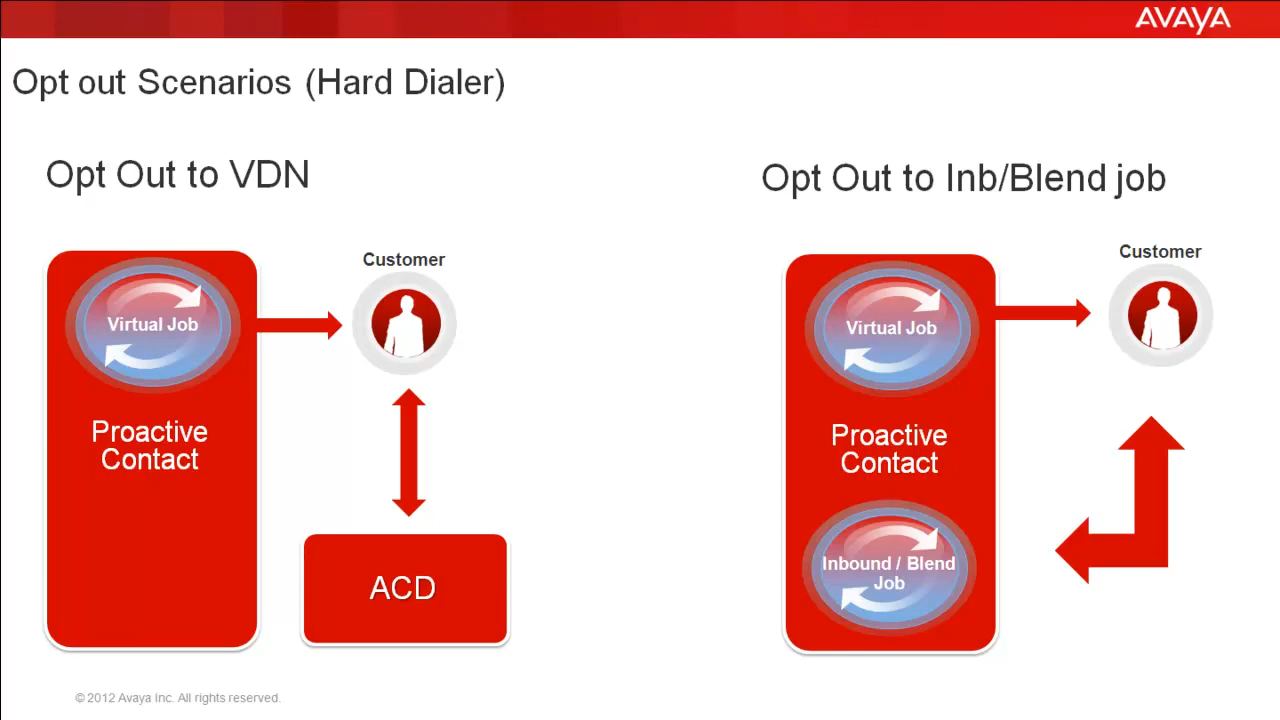 AVAYA
Opt out Scenarios (Hard Dialer)
Opt Out to VDN
Customer
Virtual Job
Proactive
Contact
ACD
Opt Out to Inb/Blend job
Customer
Virtual Job
Proactive
Contact
Inbound / Blend
Job
© 2012 Avaya Inc. All rights reserved.